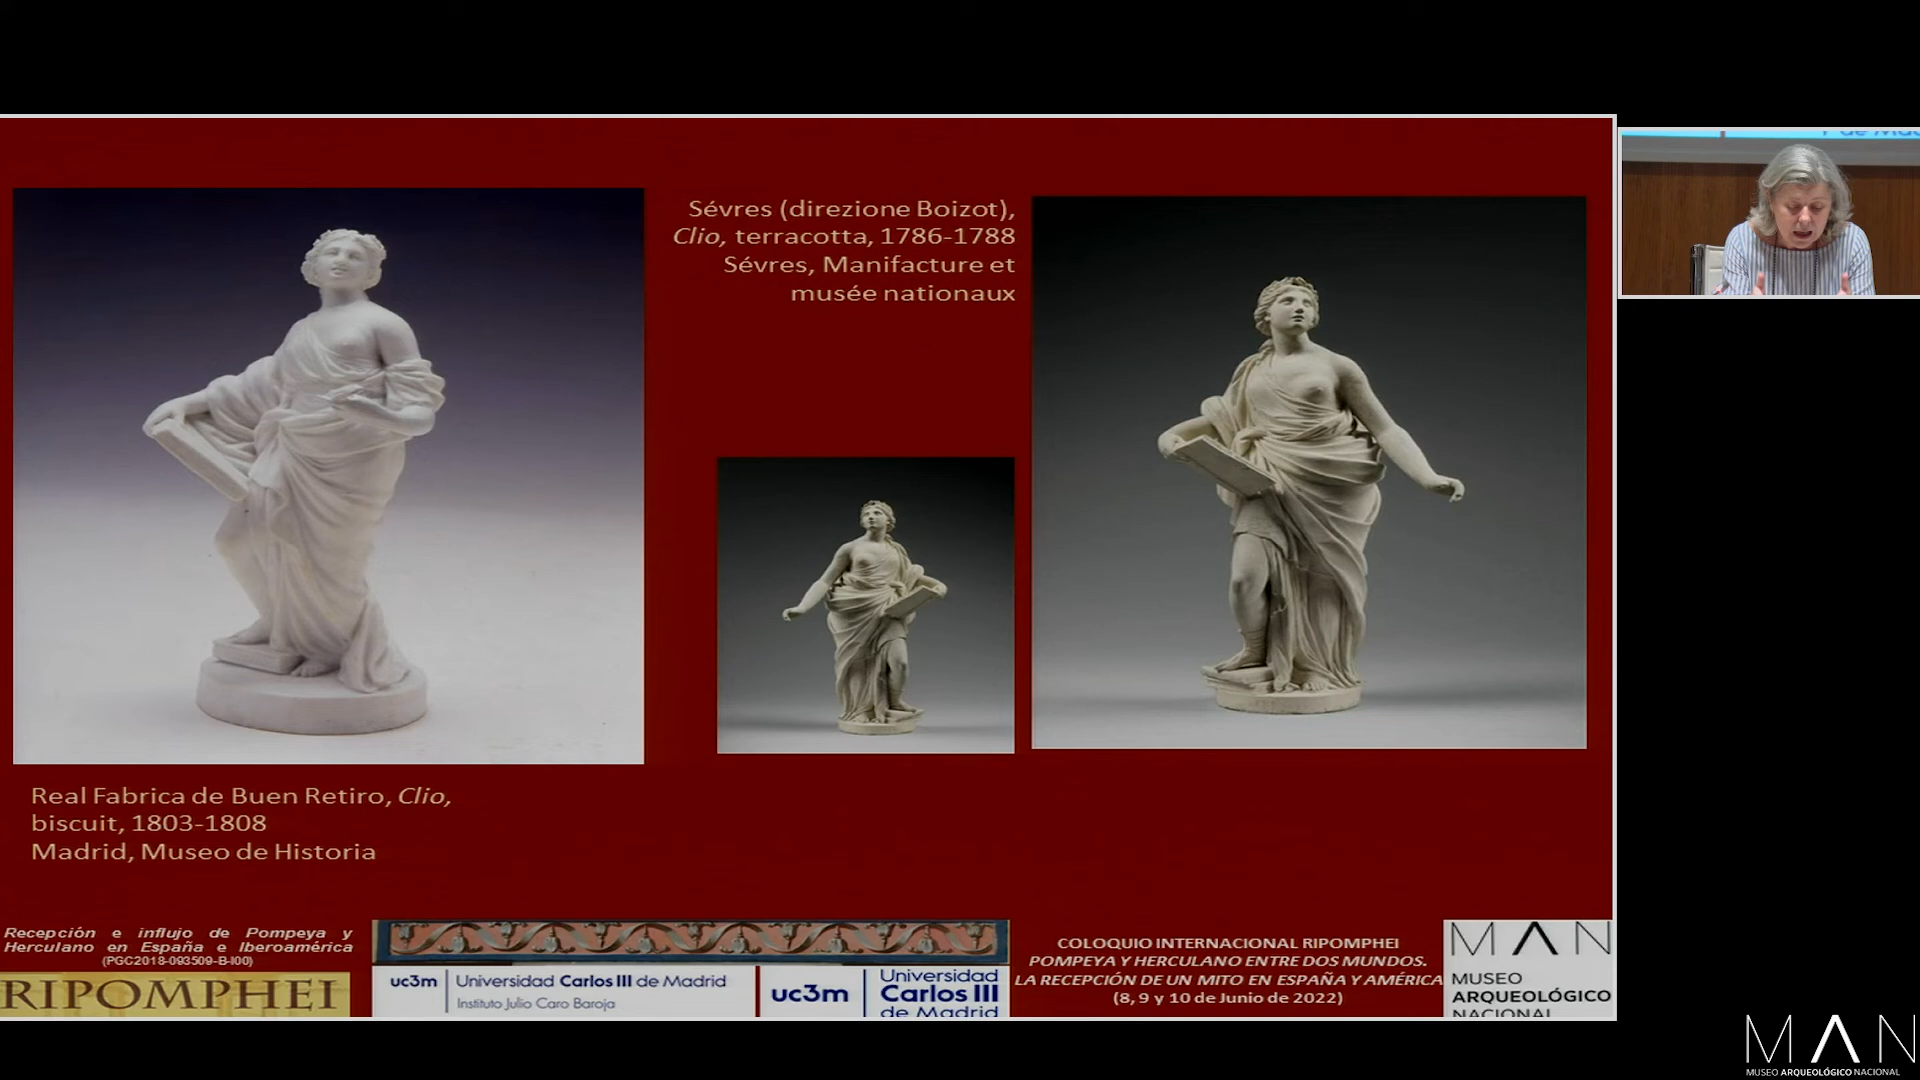 Sévres (direzione Boizot),
Clio, terracotta, 1786-1788
Sévres, Manifacture et
musée nationaux
Real Fabrica de Buen Retiro, Clio,
biscuit, 1803-1808
Madrid, Museo de Historia
Recepción e influjo de Pompeya y
Herculano en España e Iberoamérica
(PGC2018-093509-B-I00)
RIPOMPHEI
uc3m Universidad Carlos III de Madrid
Instituto Julio Caro Baroja
uc3m Universidad
Carlos III
de Madrid
COLOQUIO INTERNACIONAL RIPOMPHEI
POMPEYA Y HERCULANO ENTRE DOS MUNDOS.
LA RECEPCIÓN DE UN MITO EN ESPAÑA Y AMÉRICA
(8, 9 y 10 de Junio de 2022)
MAN
MUSEO
ARQUEOLÓGICO
NACIONAL
MAN
MUSEO ARQUEOLÓGICO NACIONAL